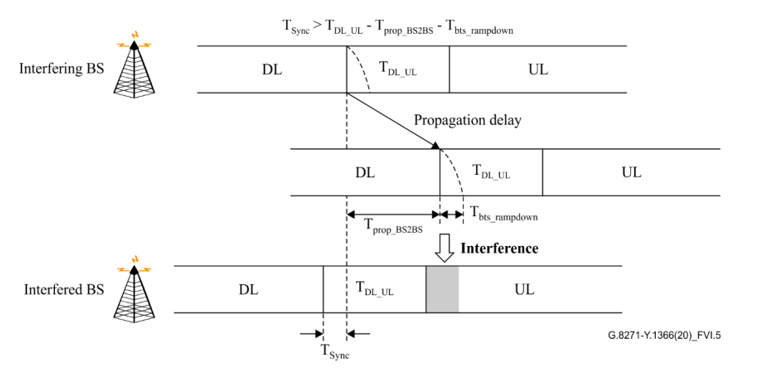 T_Sync > T_DL_UL - T_prop_BS2BS - T_bts_rampdown
Interfering BS
DL
T_DL_UL
UL
Propagation delay
DL
T_DL_UL
UL
T_prop_BS2BS
T_bts_rampdown
Interference
Interfered BS
DL
T_DL_UL
UL
T_Sync
G.8271-Y.1366(20)_FVI.5